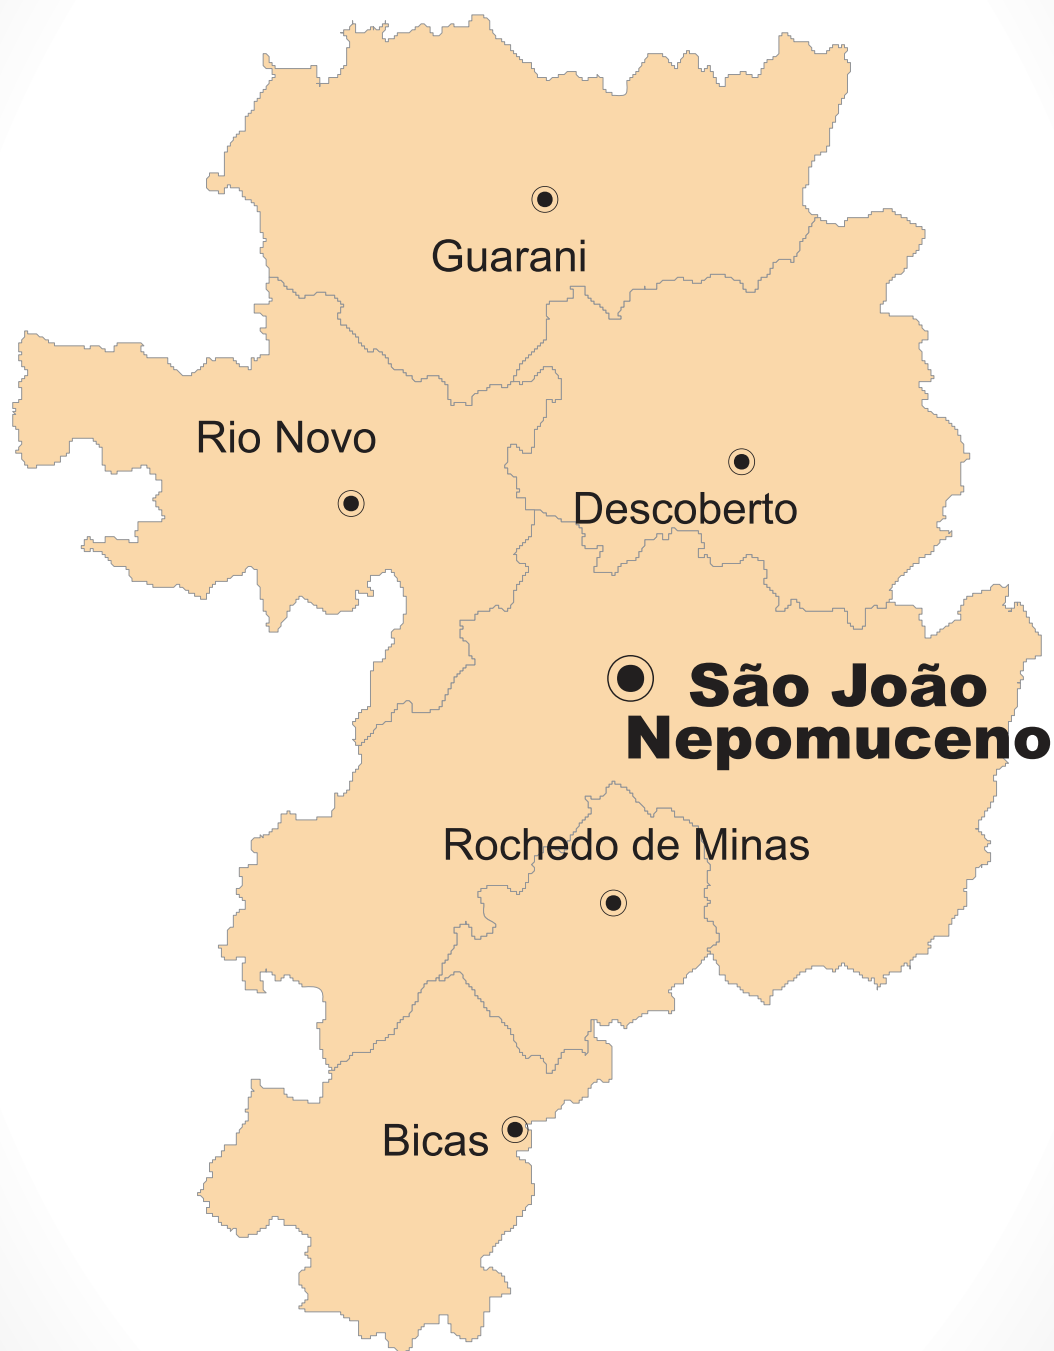 Guarani
Rio Novo
Descoberto
São João
Nepomuceno
Rochedo de Minas
Bicas